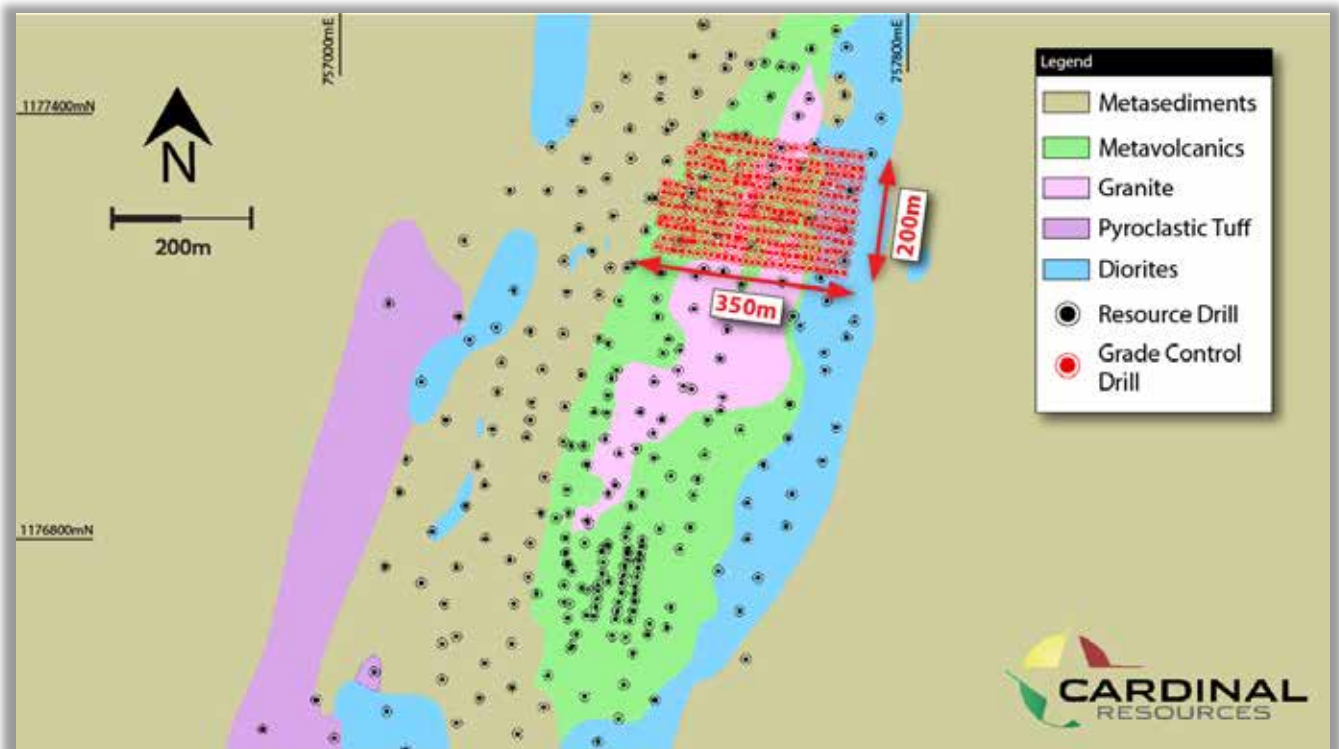 757000mE
757800mE
1177400mN
N
200m
200m
350m
1176800mN
Legend
Metasediments
Metavolcanics
Granite
Pyroclastic Tuff
Diorites
Resource Drill
Grade Control
Drill
CARDINAL
RESOURCES